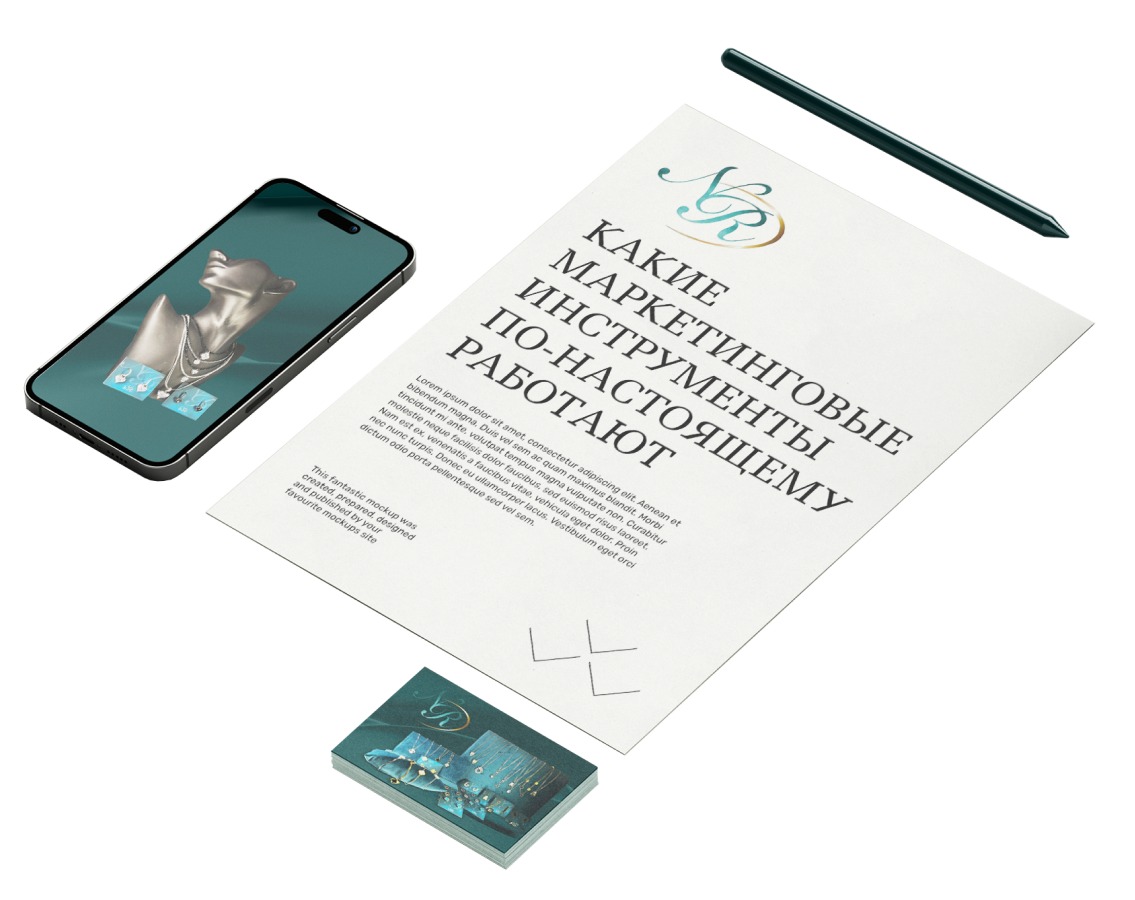 NR
КАКИЕ
МАРКЕТИНГОВЫЕ
ИНСТРУМЕНТЫ
ПО-НАСТОЯЩЕМУ
РАБОТАЮТ
Lorem ipsum dolor sit amet, consectetur adipiscing elit. Aenean et
bibendum magna. Duis vel sem ac quam maximus blandit. Morbi
tincidunt mi ante, volutpat tempus magna vulputate non. Curabitur
molestie neque facilisis dolor faucibus, sed euismod risus laoreet.
Nam est ex, venenatis a faucibus vitae, vehicula eget dolor. Proin
nec nunc turpis. Donec eu ullamcorper lacus. Vestibulum eget orci
dictum odio porta pellentesque sed vel sem.
This fantastic mockup was
created, prepared, designed
and published by your
favourite mockups site
NR